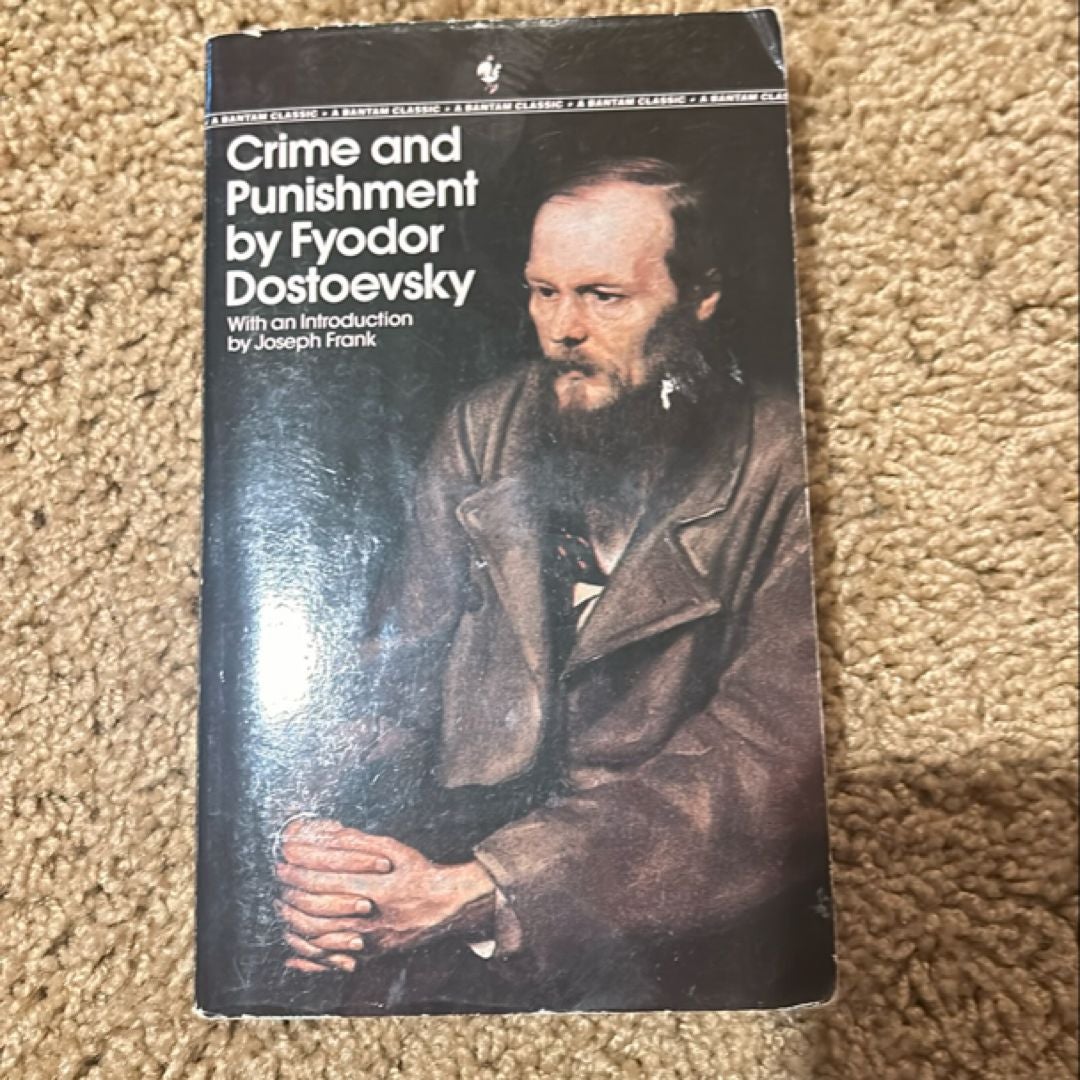 A BANTAM CLASSIC • A BANTAM CLASSIC • A BANTAM CLASSIC • A BANTAM CLASSIC • A BANTAM CLA
Crime and
Punishment
by Fyodor
Dostoevsky
With an Introduction
by Joseph Frank